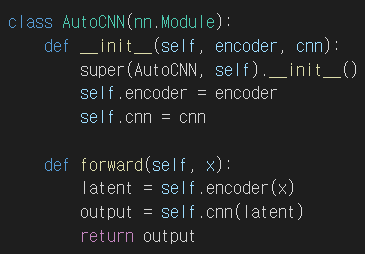 class AutoCNN(nn.Module):
    def __init__(self, encoder, cnn):
        super(AutoCNN, self).__init__()
        self.encoder = encoder
        self.cnn = cnn

    def forward(self, x):
        latent = self.encoder(x)
        output = self.cnn(latent)
        return output